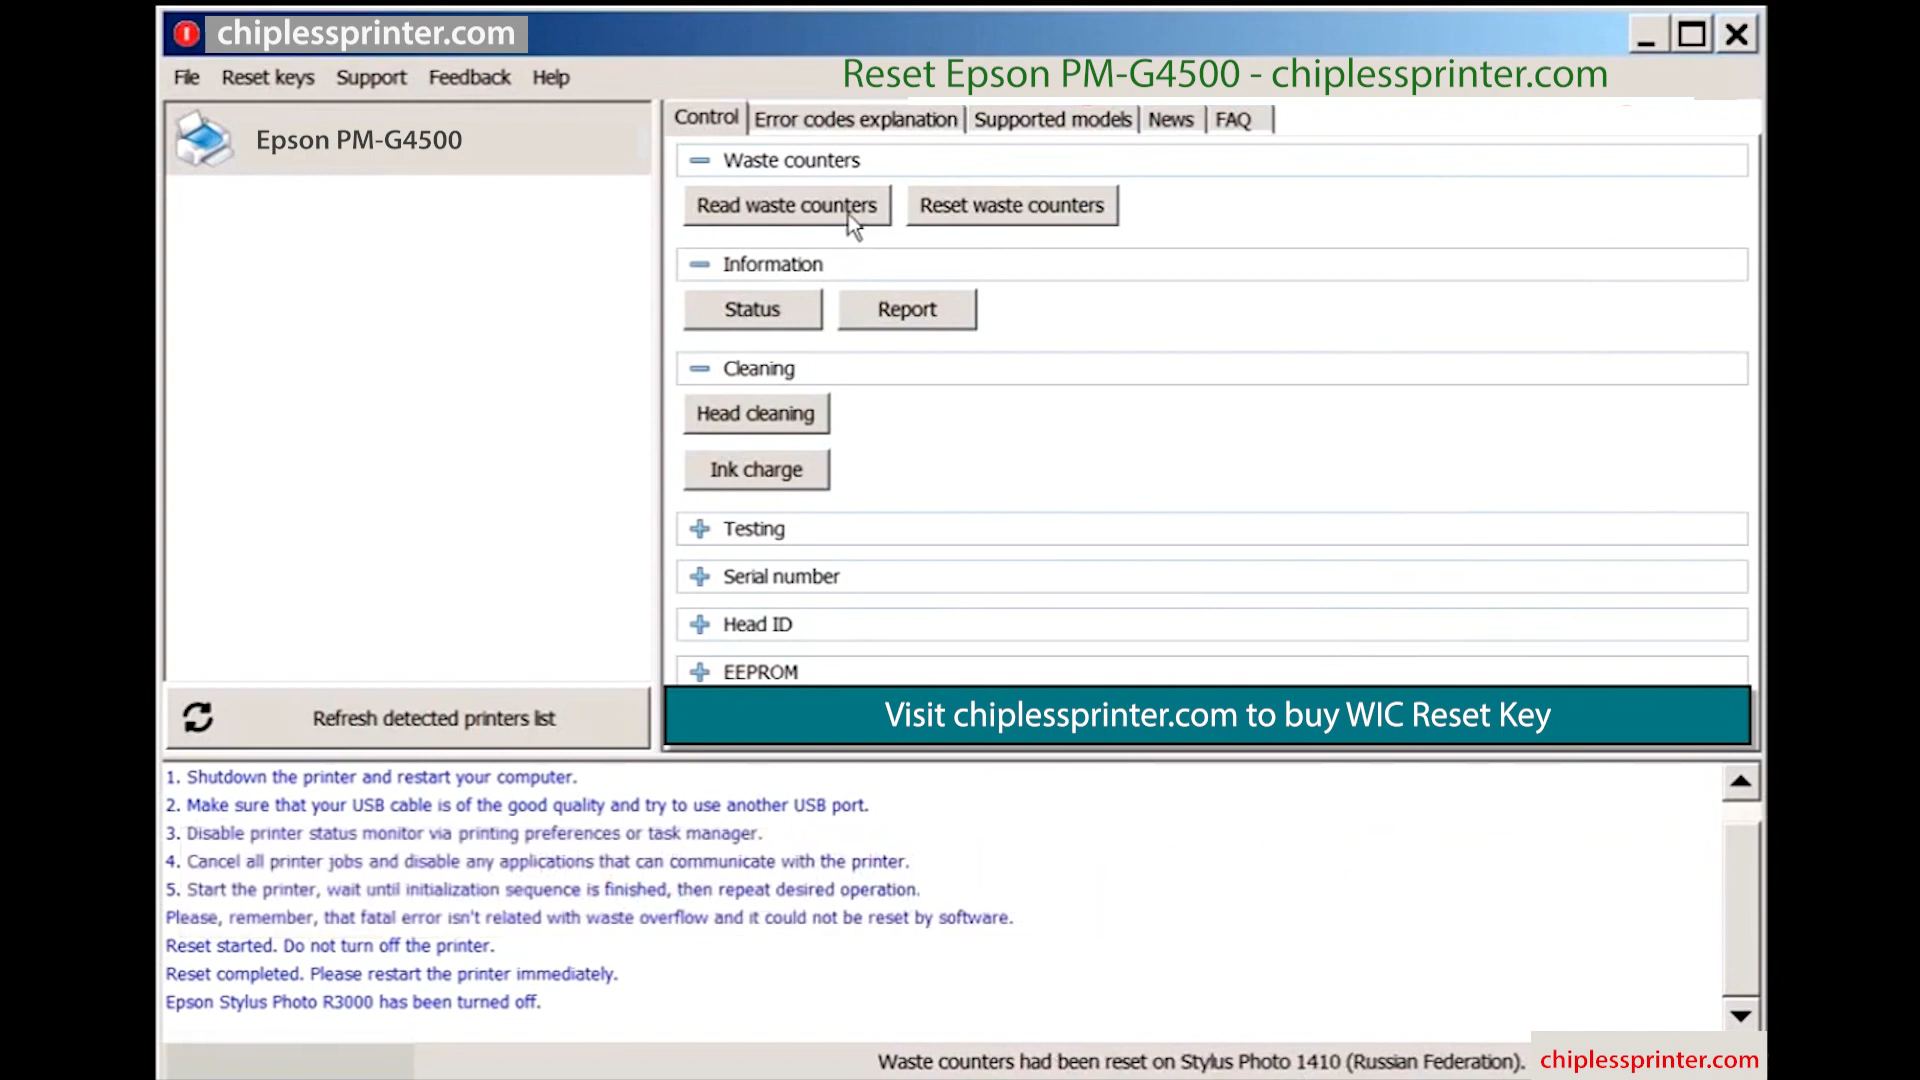 chiplessprinter.com
File Reset keys Support Feedback Help
Reset Epson PM-G4500 - chiplessprinter.com
Epson PM-G4500
Control Error codes explanation Supported models News FAQ
Waste counters
Read waste counters Reset waste counters
Information
Status Report
Cleaning
Head cleaning
Ink charge
Testing
Serial number
Head ID
EEPROM
Refresh detected printers list
Visit chiplessprinter.com to buy WIC Reset Key
1. Shutdown the printer and restart your computer.
2. Make sure that your USB cable is of the good quality and try to use another USB port.
3. Disable printer status monitor via printing preferences or task manager.
4. Cancel all printer jobs and disable any applications that can communicate with the printer.
5. Start the printer, wait until initialization sequence is finished, then repeat desired operation.
Please, remember, that fatal error isn't related with waste overflow and it could not be reset by software.
Reset started. Do not turn off the printer.
Reset completed. Please restart the printer immediately.
Epson Stylus Photo R3000 has been turned off.
Waste counters had been reset on Stylus Photo 1410 (Russian Federation).
chiplessprinter.com